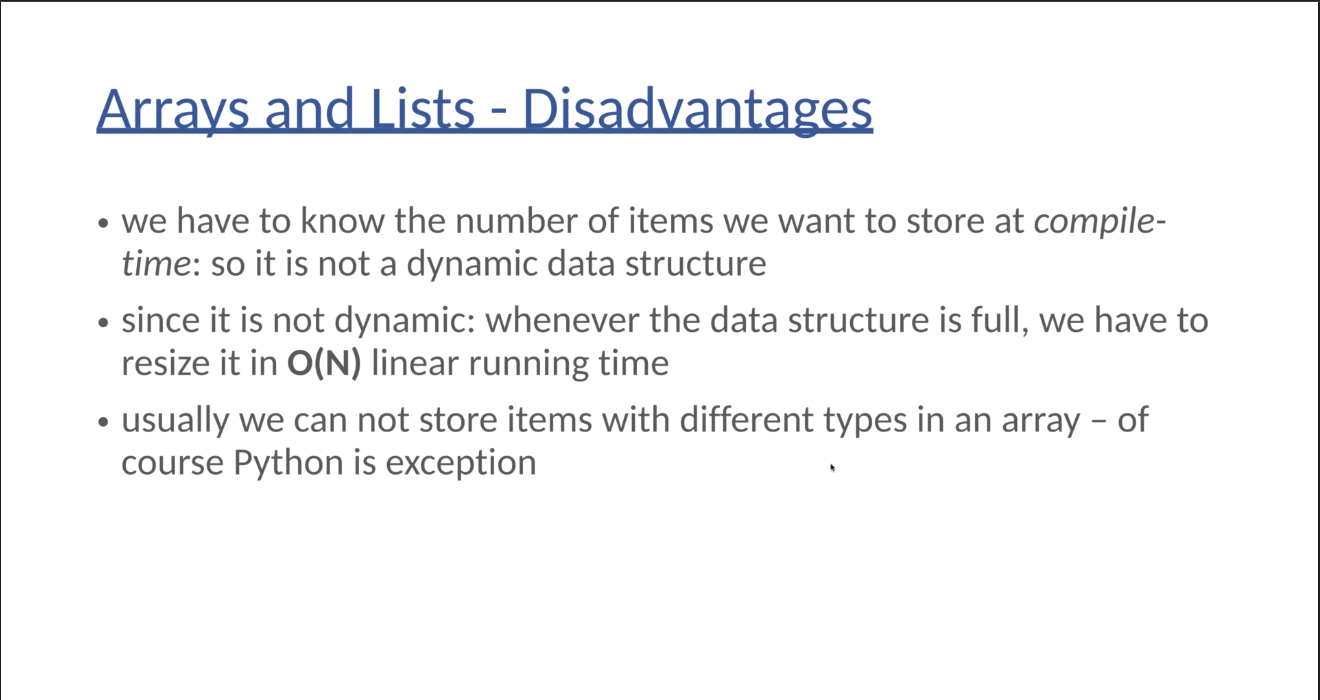 Arrays and Lists - Disadvantages
• we have to know the number of items we want to store at compile-
time: so it is not a dynamic data structure
• since it is not dynamic: whenever the data structure is full, we have to
resize it in O(N) linear running time
• usually we can not store items with different types in an array – of
course Python is exception